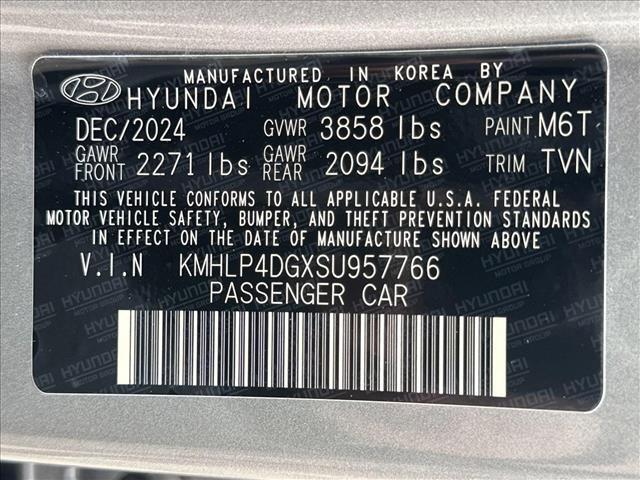 MANUFACTURED IN KOREA BY
HYUNDAI MOTOR COMPANY
DEC/2024 GVWR 3858 lbs PAINT M6T
GAWR FRONT 2271 lbs GAWR REAR 2094 lbs TRIM TVN
THIS VEHICLE CONFORMS TO ALL APPLICABLE U.S.A. FEDERAL
MOTOR VEHICLE SAFETY, BUMPER, AND THEFT PREVENTION STANDARDS
IN EFFECT ON THE DATE OF MANUFACTURE SHOWN ABOVE
V.I.N KMHLP4DGXSU957766
PASSENGER CAR